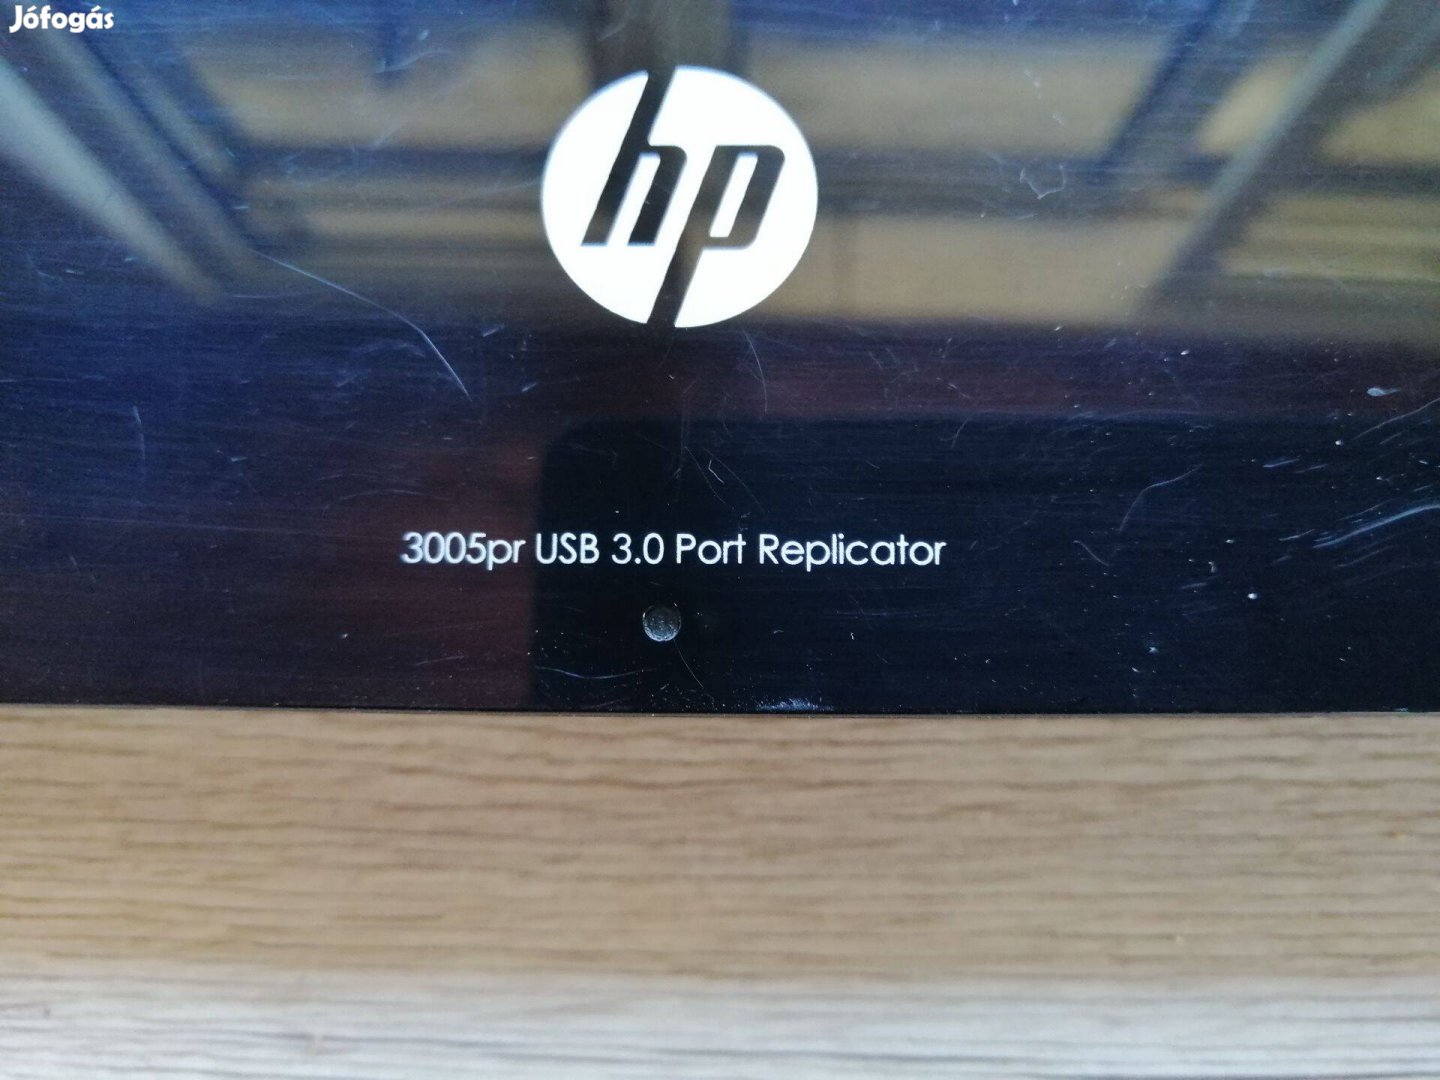 Jófogás
hp
3005pr USB 3.0 Port Replicator